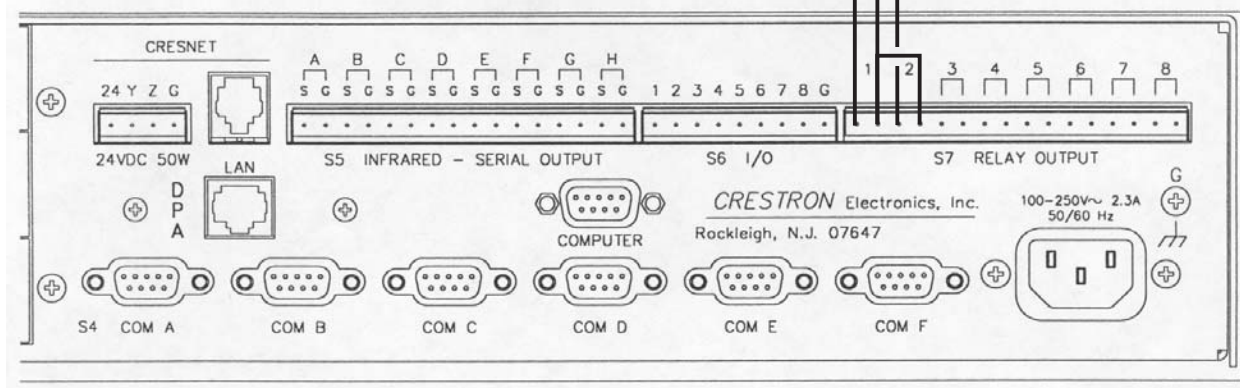 CRESNET
A B C D E F G H
24 Y Z G
S G S G S G S G S G S G S G S G
1 2 3 4 5 6 7 8 G
1 2 3 4 5 6 7 8
24VDC 50W
LAN
S5 INFRARED - SERIAL OUTPUT
S6 I/O
S7 RELAY OUTPUT
D
P
A
COMPUTER
CRESTRON Electronics, Inc.
Rockleigh, N.J. 07647
100-250V~ 2.3A
50/60 Hz
G
S4 COM A COM B COM C COM D COM E COM F